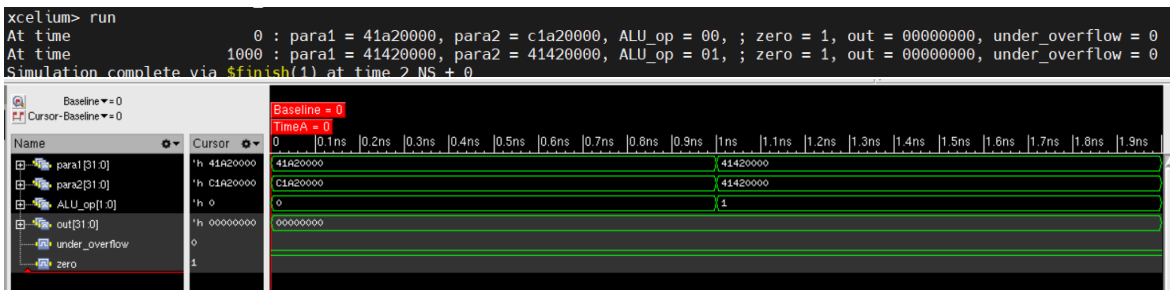 xcelium> run
At time 0 : para1 = 41a20000, para2 = c1a20000, ALU_op = 00, ; zero = 1, out = 00000000, under_overflow = 0
At time 1000 : para1 = 41420000, para2 = 41420000, ALU_op = 01, ; zero = 1, out = 00000000, under_overflow = 0
Simulation complete via $finish(1) at time 2 NS + 0
Baseline ▾ = 0
Cursor-Baseline ▾ = 0
Baseline = 0
TimeA = 0
Name Cursor 0 0.1ns 0.2ns 0.3ns 0.4ns 0.5ns 0.6ns 0.7ns 0.8ns 0.9ns 1ns 1.1ns 1.2ns 1.3ns 1.4ns 1.5ns 1.6ns 1.7ns 1.8ns 1.9ns
para1[31:0] 'h 41A20000 41A20000 41420000
para2[31:0] 'h C1A20000 C1A20000 41420000
ALU_op[1:0] 'h 0 0 1
out[31:0] 'h 00000000 00000000
under_overflow 0
zero 1